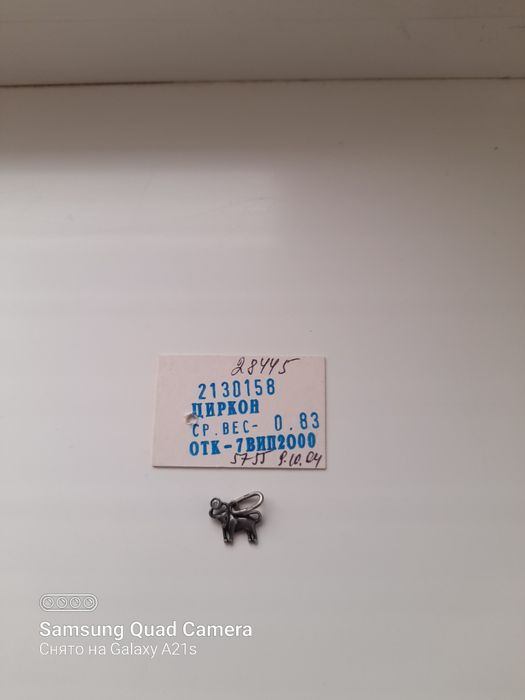 28445
2130158
ЦИРКОН
СР.ВЕС- 0.83
ОТК-7ВИП2000
5755 9.10.04
Samsung Quad Camera
Снято на Galaxy A21s